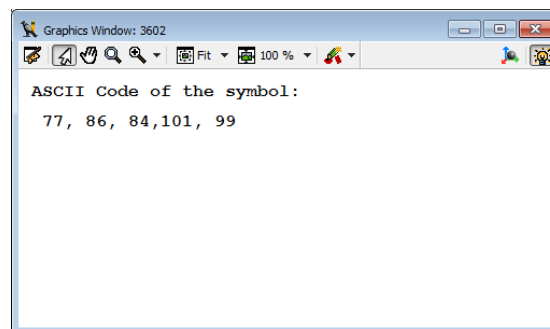 Graphics Window: 3602
Fit 100 %
ASCII Code of the symbol:
77, 86, 84,101, 99